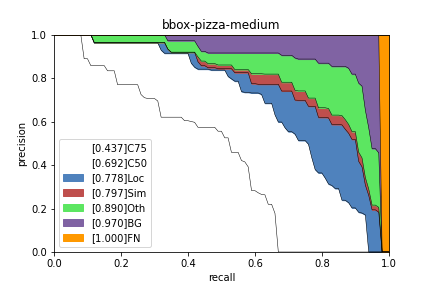 bbox-pizza-medium
precision
1.0
0.8
0.6
0.4
0.2
0.0
[0.437]C75
[0.692]C50
[0.778]Loc
[0.797]Sim
[0.890]Oth
[0.970]BG
[1.000]FN
0.0 0.2 0.4 0.6 0.8 1.0
recall